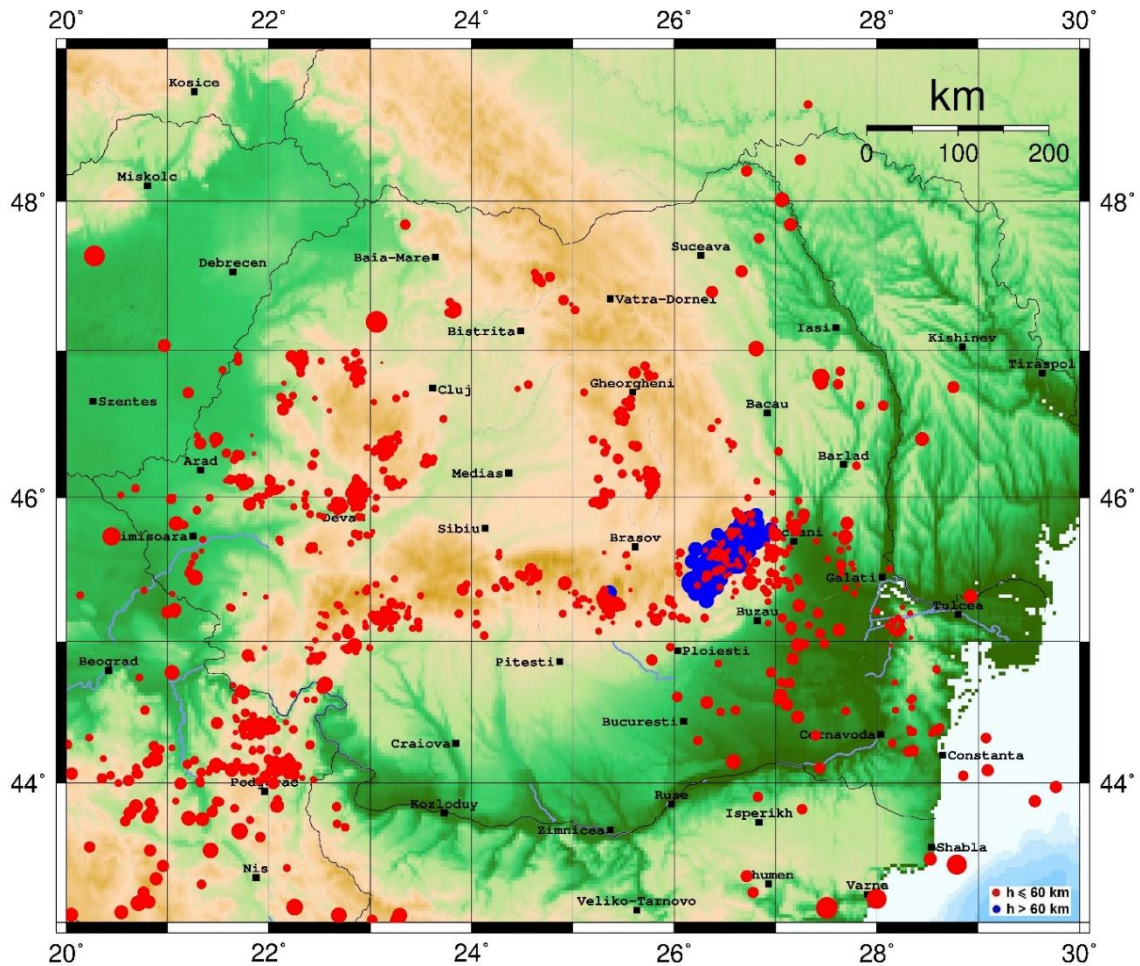 20° 22° 24° 26° 28° 30°
Kosice
km
0 100 200
Miskolc
48° 48°
Suceava
Baia-Mare
Debrecen
Vatra-Dornei
Bistrita
Iasi
Kishinev
Tiraspol
Gheorgheni
Cluj
Szentes
Bacau
Arad
Medias
Barlad
46° 46°
Deva
imisoara
Sibiu
Brasov
Galati
Tulcea
Buzau
Beograd
Pitesti
Ploiesti
Bucuresti
Craiova
Cernavoda
Constanta
44° 44°
Kozloduy
Ruse
Isperikh
Zimnicea
Shabla
Nis
humen
Varna
Veliko-Tarnovo
h ≤ 60 km
h > 60 km
20° 22° 24° 26° 28° 30°